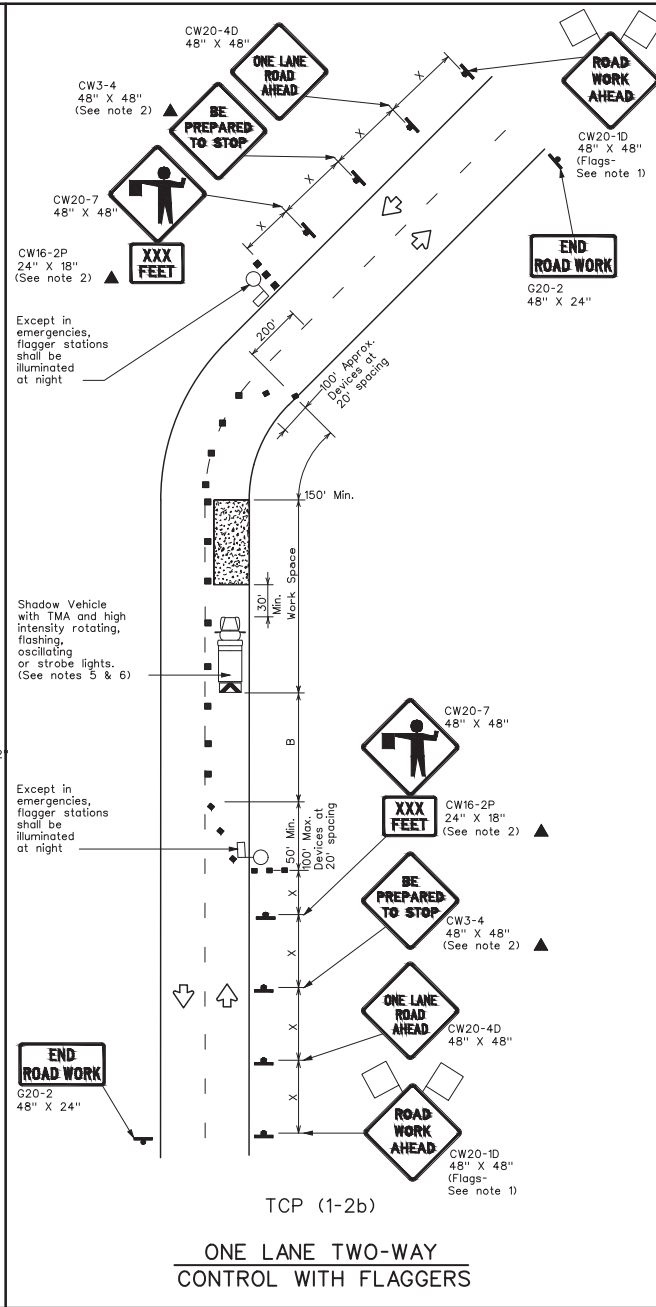 CW20-4D
48" X 48"
ONE LANE
ROAD
AHEAD
ROAD
WORK
AHEAD
CW20-1D
48" X 48"
(Flags-
See note 1)
CW3-4
48" X 48"
(See note 2)
BE
PREPARED
TO STOP
X
X
X
X
CW20-7
48" X 48"
CW16-2P
24" X 18"
(See note 2)
XXX
FEET
END
ROAD WORK
G20-2
48" X 24"
Except in
emergencies,
flagger stations
shall be
illuminated
at night
200'
100' Approx.
Devices at
20' spacing
150' Min.
Work Space
30'
Min.
Shadow Vehicle
with TMA and high
intensity rotating,
flashing,
oscillating
or strobe lights.
(See notes 5 & 6)
B
2"
Except in
emergencies,
flagger stations
shall be
illuminated
at night
50' Min.
100' Max.
Devices at
20' spacing
CW20-7
48" X 48"
XXX
FEET
CW16-2P
24" X 18"
(See note 2)
X
BE
PREPARED
TO STOP
CW3-4
48" X 48"
(See note 2)
X
ONE LANE
ROAD
AHEAD
CW20-4D
48" X 48"
X
X
END
ROAD WORK
G20-2
48" X 24"
ROAD
WORK
AHEAD
CW20-1D
48" X 48"
(Flags-
See note 1)
TCP (1-2b)
ONE LANE TWO-WAY
CONTROL WITH FLAGGERS